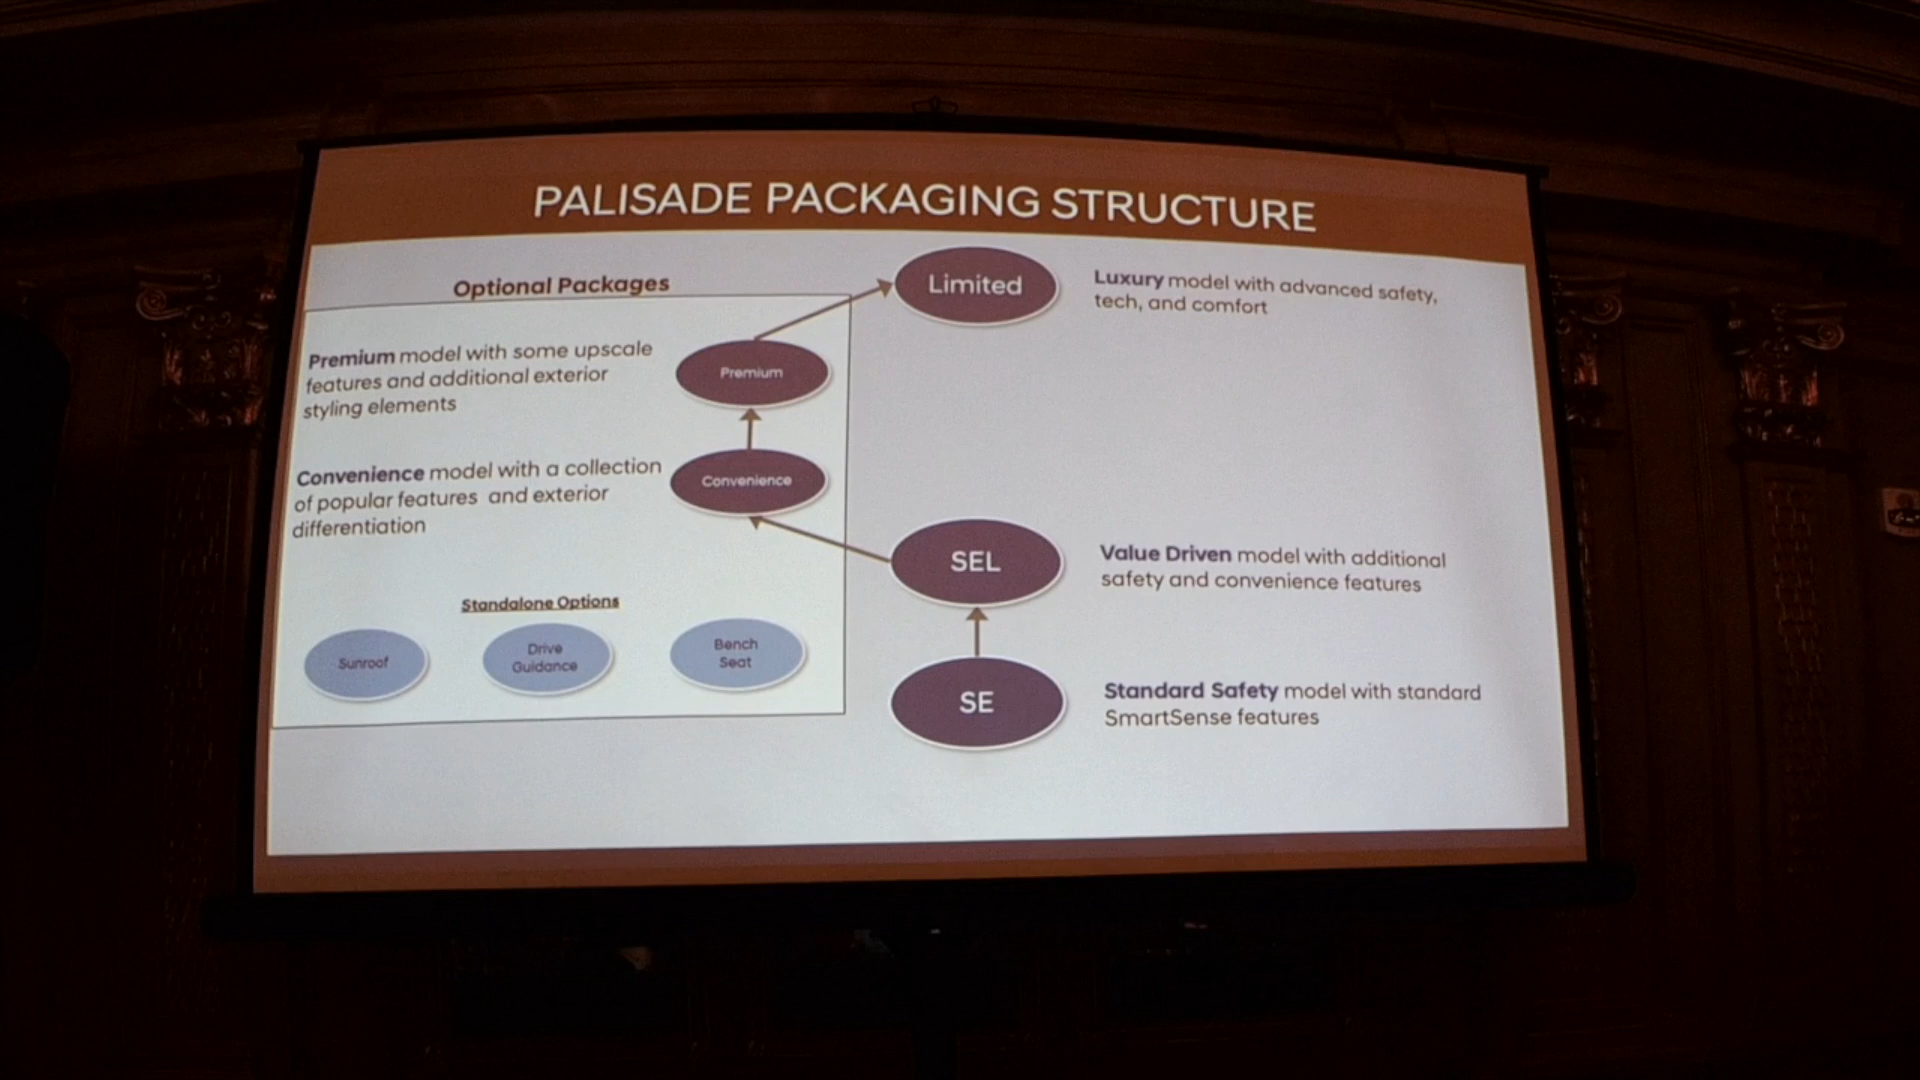 PALISADE PACKAGING STRUCTURE
Optional Packages
Premium model with some upscale
features and additional exterior
styling elements
Premium
Convenience model with a collection
of popular features and exterior
differentiation
Convenience
Standalone Options
Sunroof
Drive
Guidance
Bench
Seat
Limited
Luxury model with advanced safety,
tech, and comfort
SEL
Value Driven model with additional
safety and convenience features
SE
Standard Safety model with standard
SmartSense features